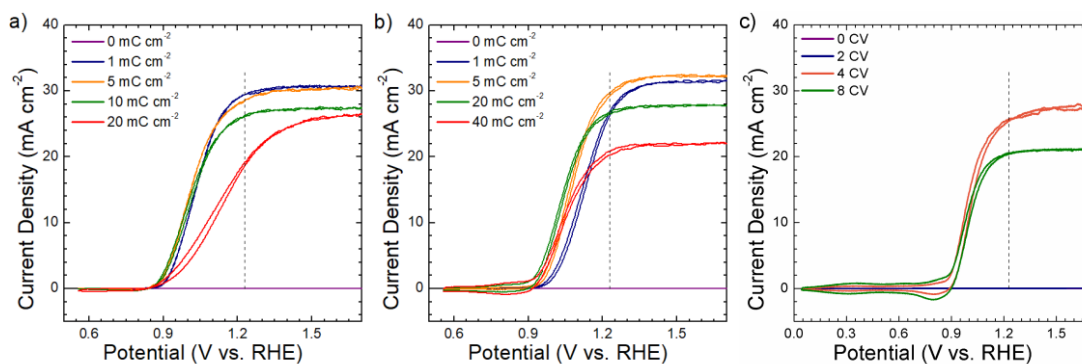 a)
0 mC cm⁻²
1 mC cm⁻²
5 mC cm⁻²
10 mC cm⁻²
20 mC cm⁻²
Current Density (mA cm⁻²)
40
30
20
10
0
0.6 0.9 1.2 1.5
Potential (V vs. RHE)
b)
0 mC cm⁻²
1 mC cm⁻²
5 mC cm⁻²
20 mC cm⁻²
40 mC cm⁻²
Current Density (mA cm⁻²)
40
30
20
10
0
0.6 0.9 1.2 1.5
Potential (V vs. RHE)
c)
0 CV
2 CV
4 CV
8 CV
Current Density (mA cm⁻²)
40
30
20
10
0
0.0 0.3 0.6 0.9 1.2 1.5
Potential (V vs. RHE)